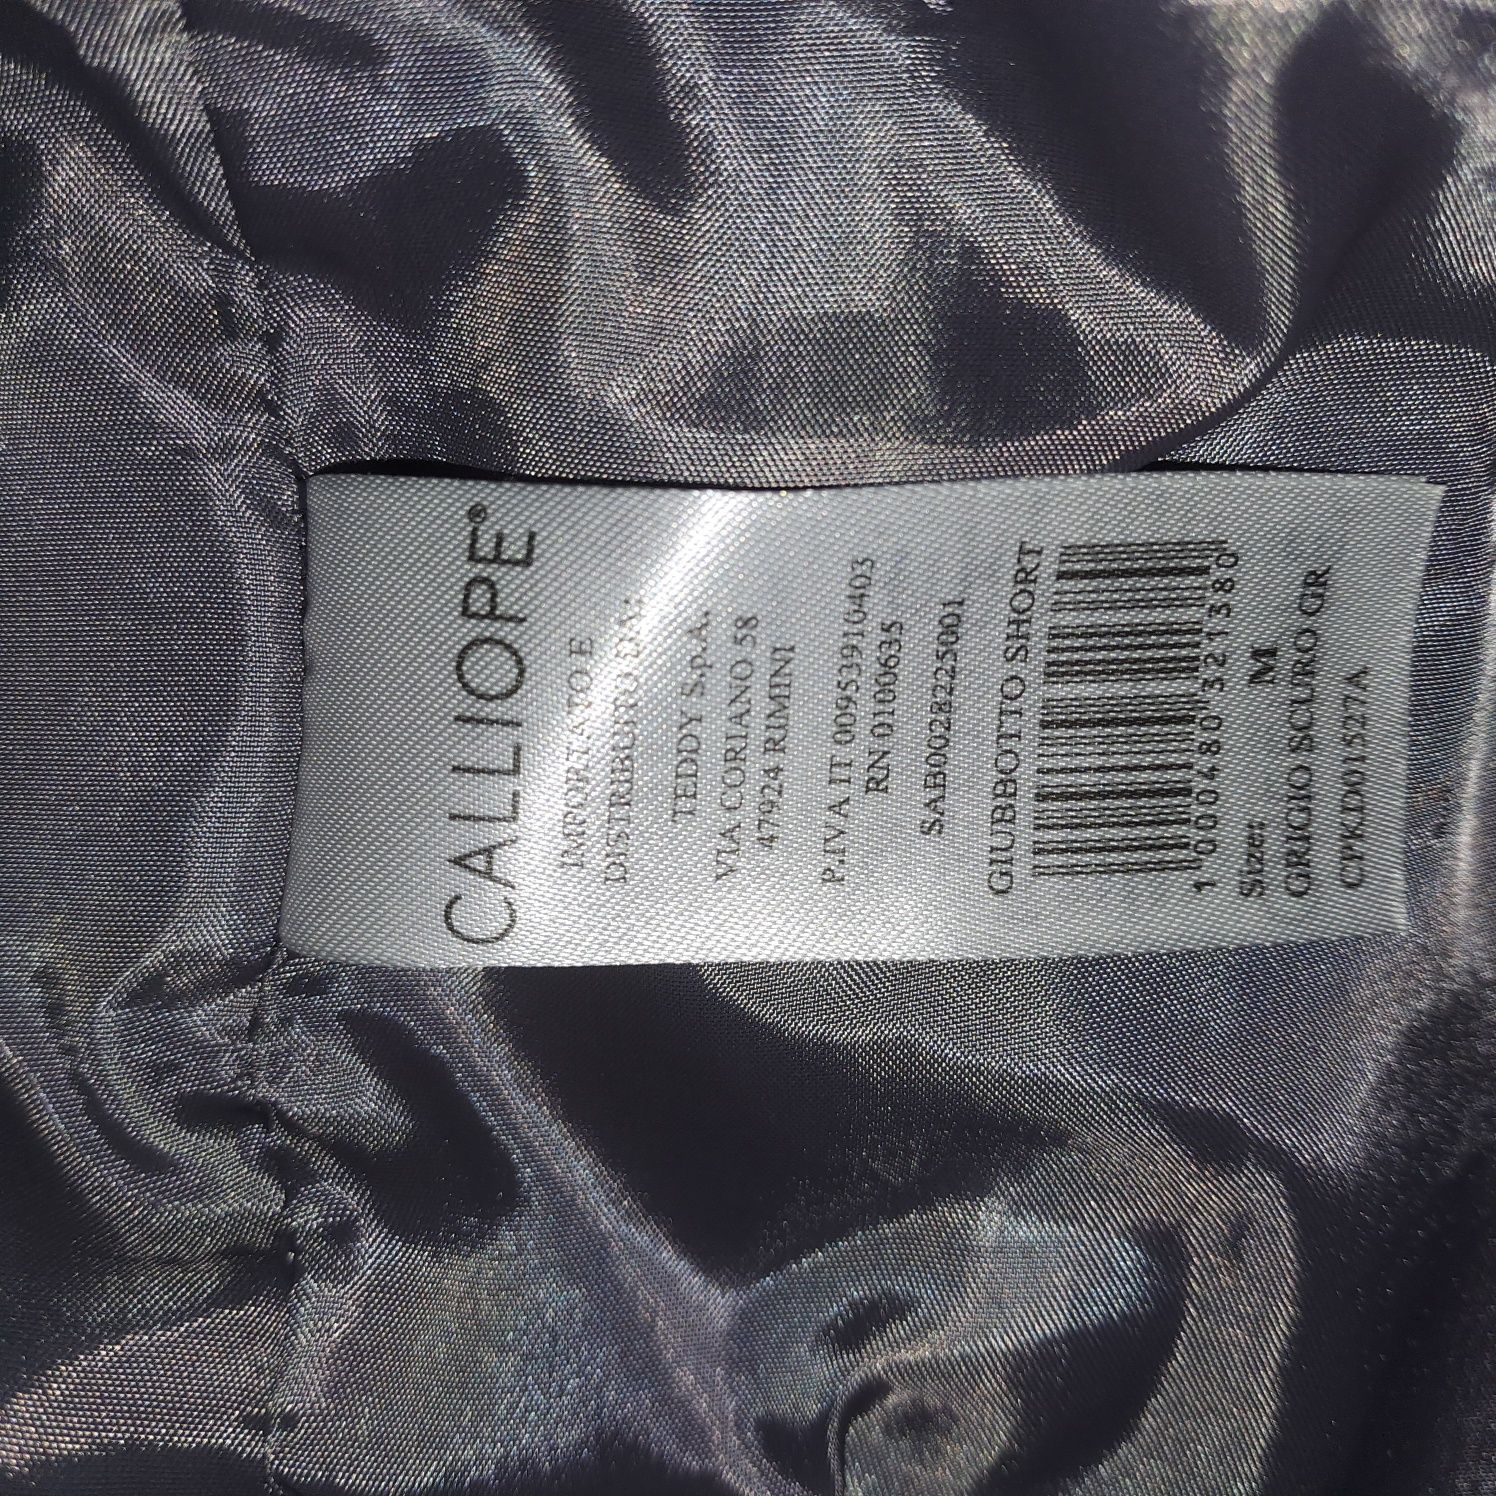 CALLIOPE®
IMPORTATO E
DISTRIBUITO DA:
TEDDY S.p.A.
VIA CORIANO 58
47924 RIMINI
P.IVA IT 00953910403
RN 0100635
SAB0028225001
GIUBBOTTO SHORT
1000480321380
Size: M
GRIGIO SCURO GR
CPKD01527A